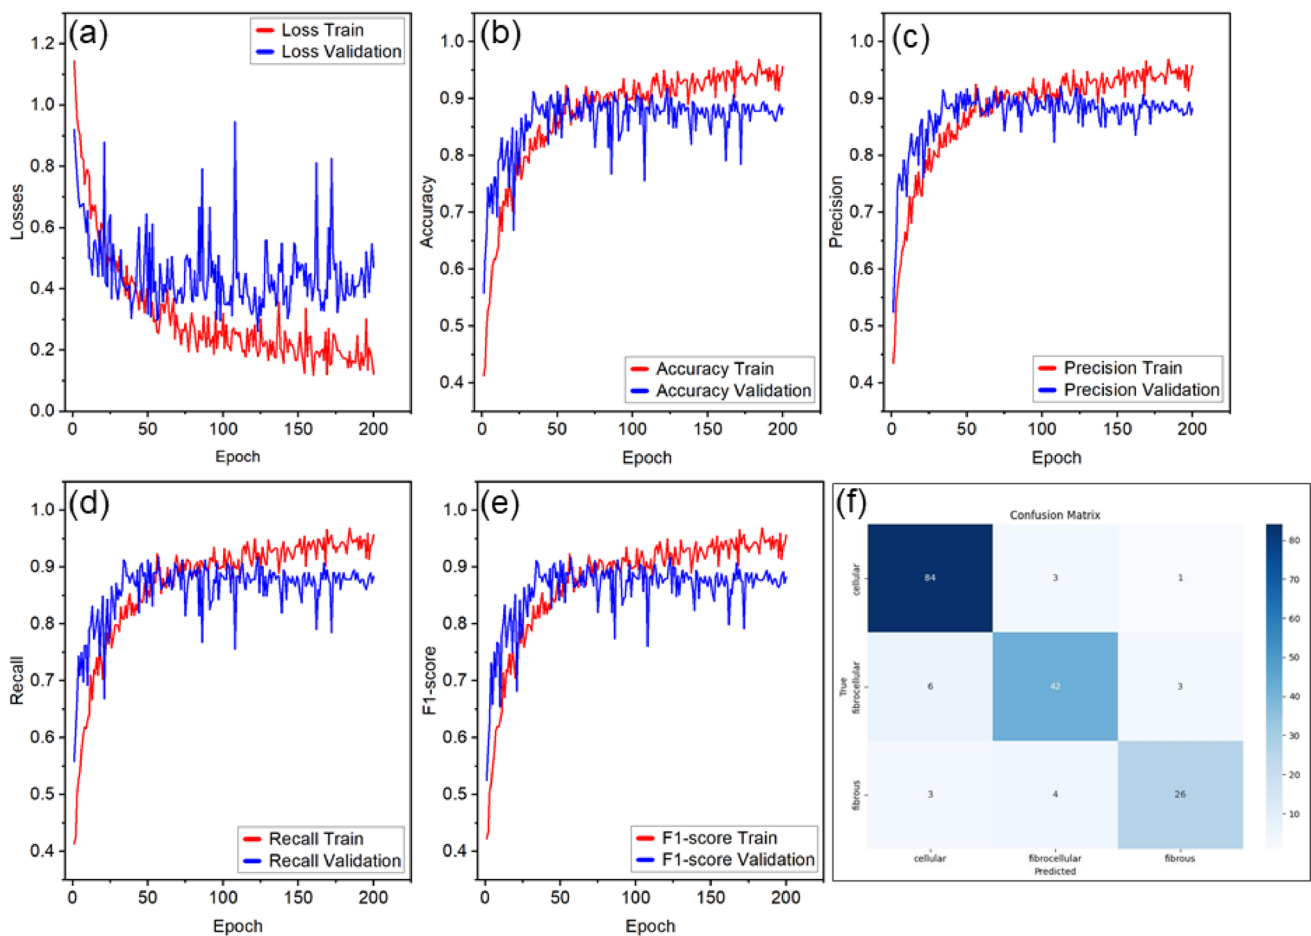 (a)
Loss Train
Loss Validation
1.2
1.0
0.8
0.6
0.4
0.2
0.0
Losses
0 50 100 150 200
Epoch
(b)
1.0
0.9
0.8
0.7
0.6
0.5
0.4
Accuracy
Accuracy Train
Accuracy Validation
0 50 100 150 200
Epoch
(c)
1.0
0.9
0.8
0.7
0.6
0.5
0.4
Precision
Precision Train
Precision Validation
0 50 100 150 200
Epoch
(d)
1.0
0.9
0.8
0.7
0.6
0.5
0.4
Recall
Recall Train
Recall Validation
0 50 100 150 200
Epoch
(e)
1.0
0.9
0.8
0.7
0.6
0.5
0.4
F1-score
F1-score Train
F1-score Validation
0 50 100 150 200
Epoch
(f)
Confusion Matrix
True
cellular
84 3 1
fibrocellular
6 42 3
fibrous
3 4 26
cellular fibrocellular fibrous
Predicted
80
70
60
50
40
30
20
10